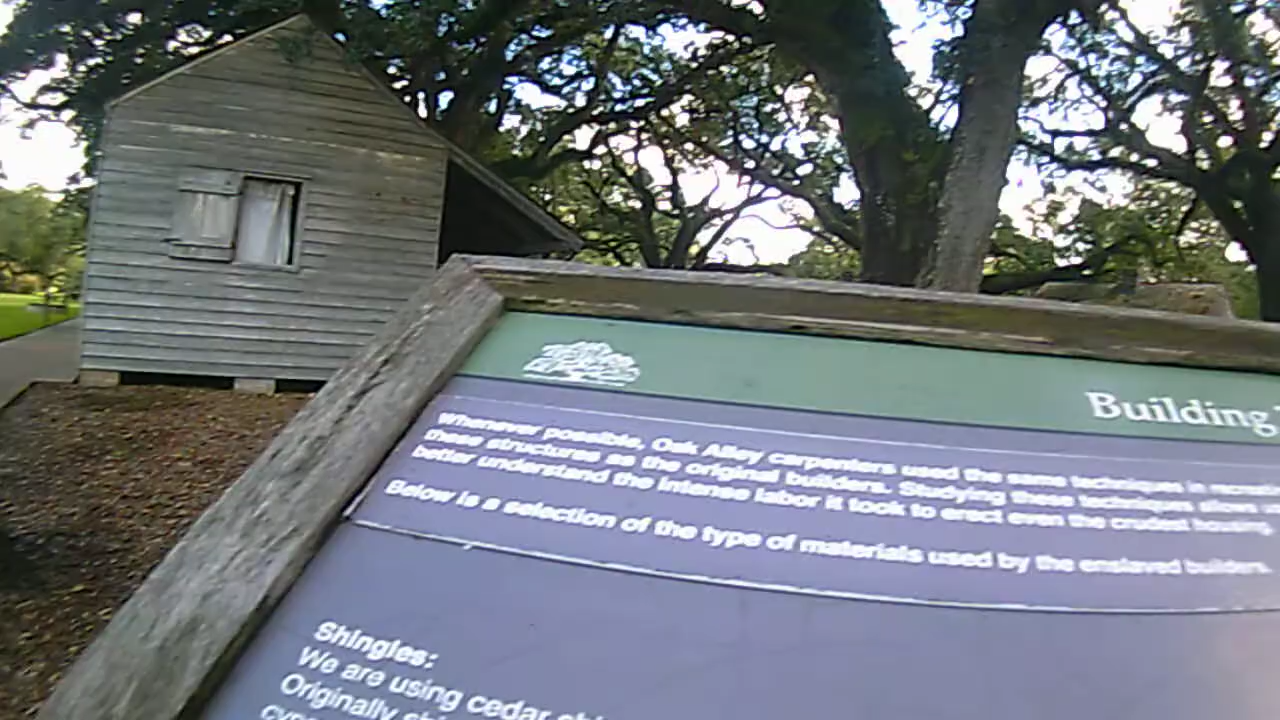 Building
Whenever possible, Oak Alley carpenters used the same techniques in
these structures as the original builders. Studying these techniques allows
better understand the intense labor it took to erect even the crudest housing.
Below is a selection of the type of materials used by the enslaved builders.
Shingles:
We are using cedar
Originally